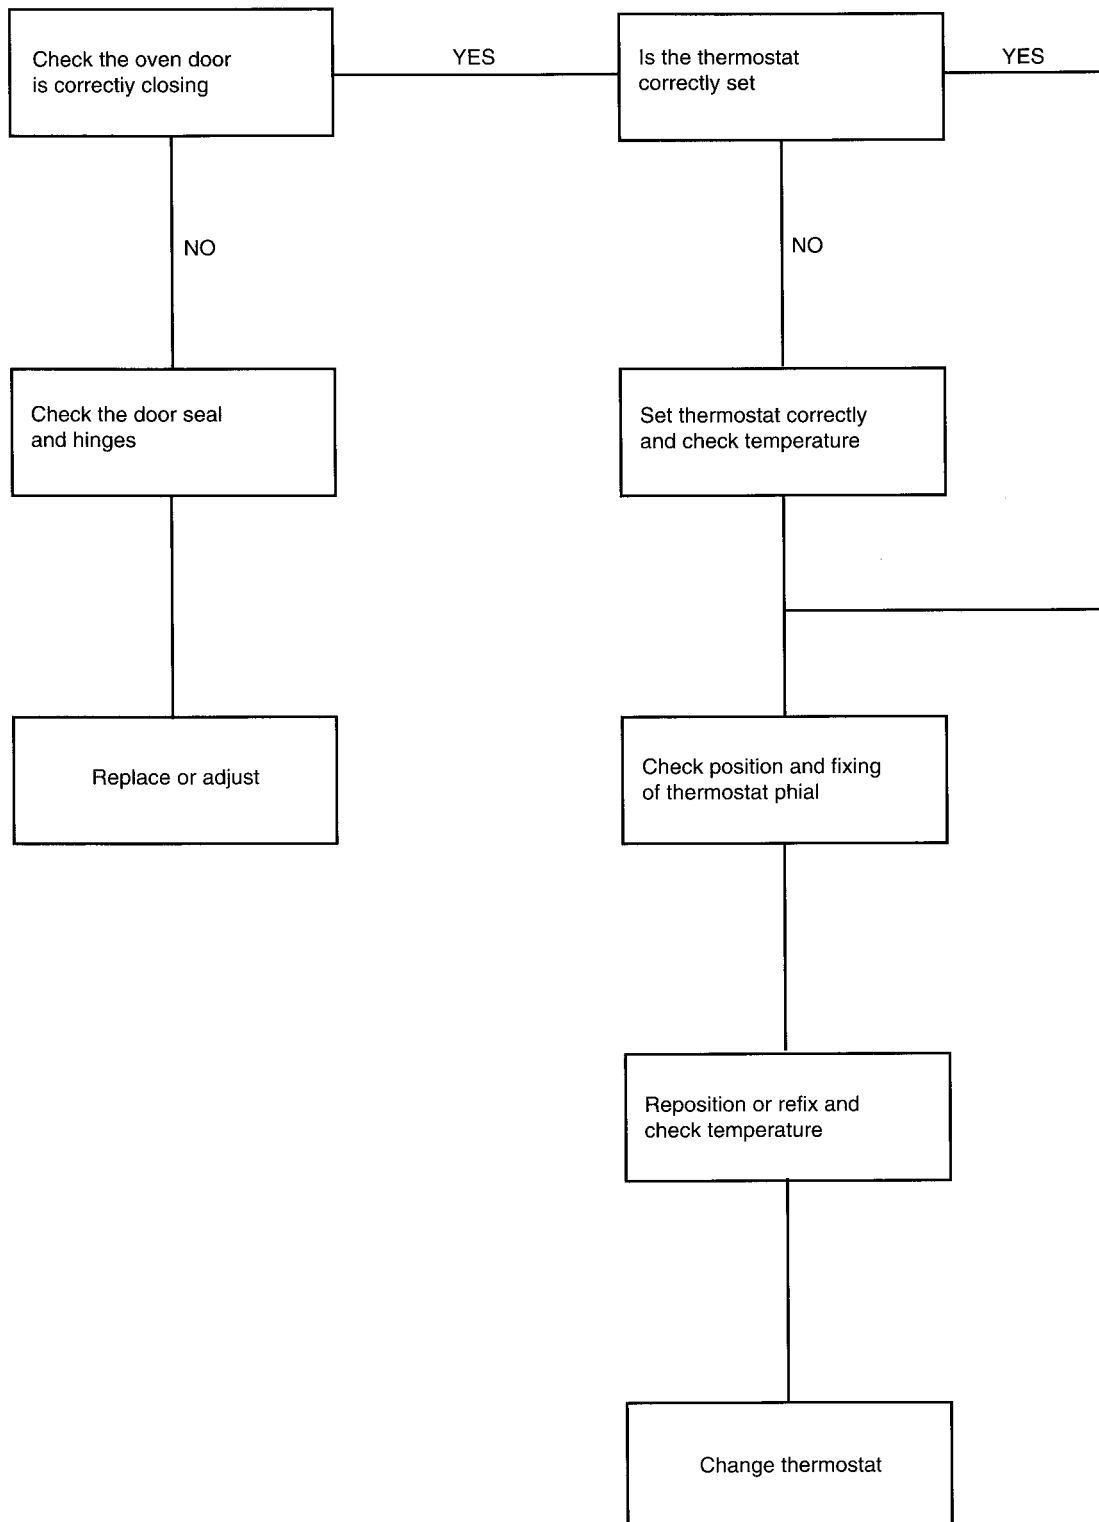 Check the oven door
is correctiy closing
YES
Is the thermostat
correctly set
YES
NO
NO
Check the door seal
and hinges
Set thermostat correctly
and check temperature
Replace or adjust
Check position and fixing
of thermostat phial
Reposition or refix and
check temperature
Change thermostat